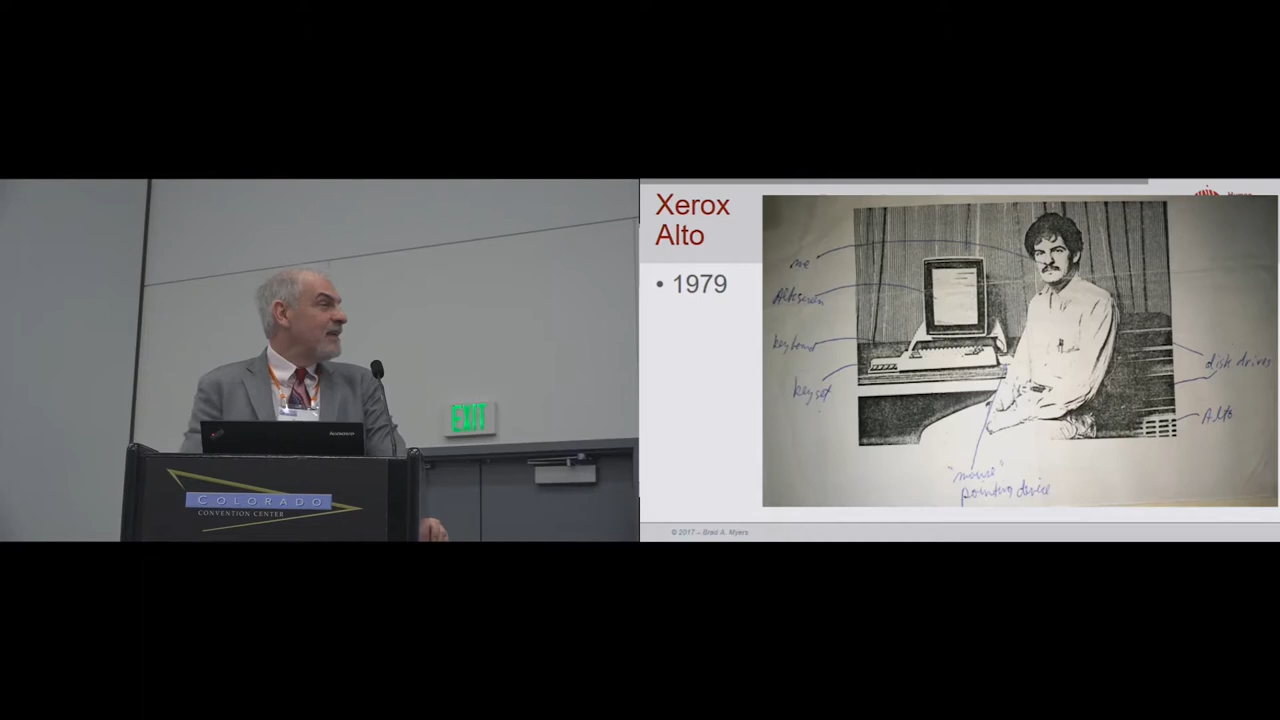 EXIT
lenovo
COLORADO
CONVENTION CENTER
Xerox
Alto
• 1979
me
Alto screen
keyboard
keyset
disk drives
Alto
"mouse"
pointing device
© 2017 – Brad A. Myers